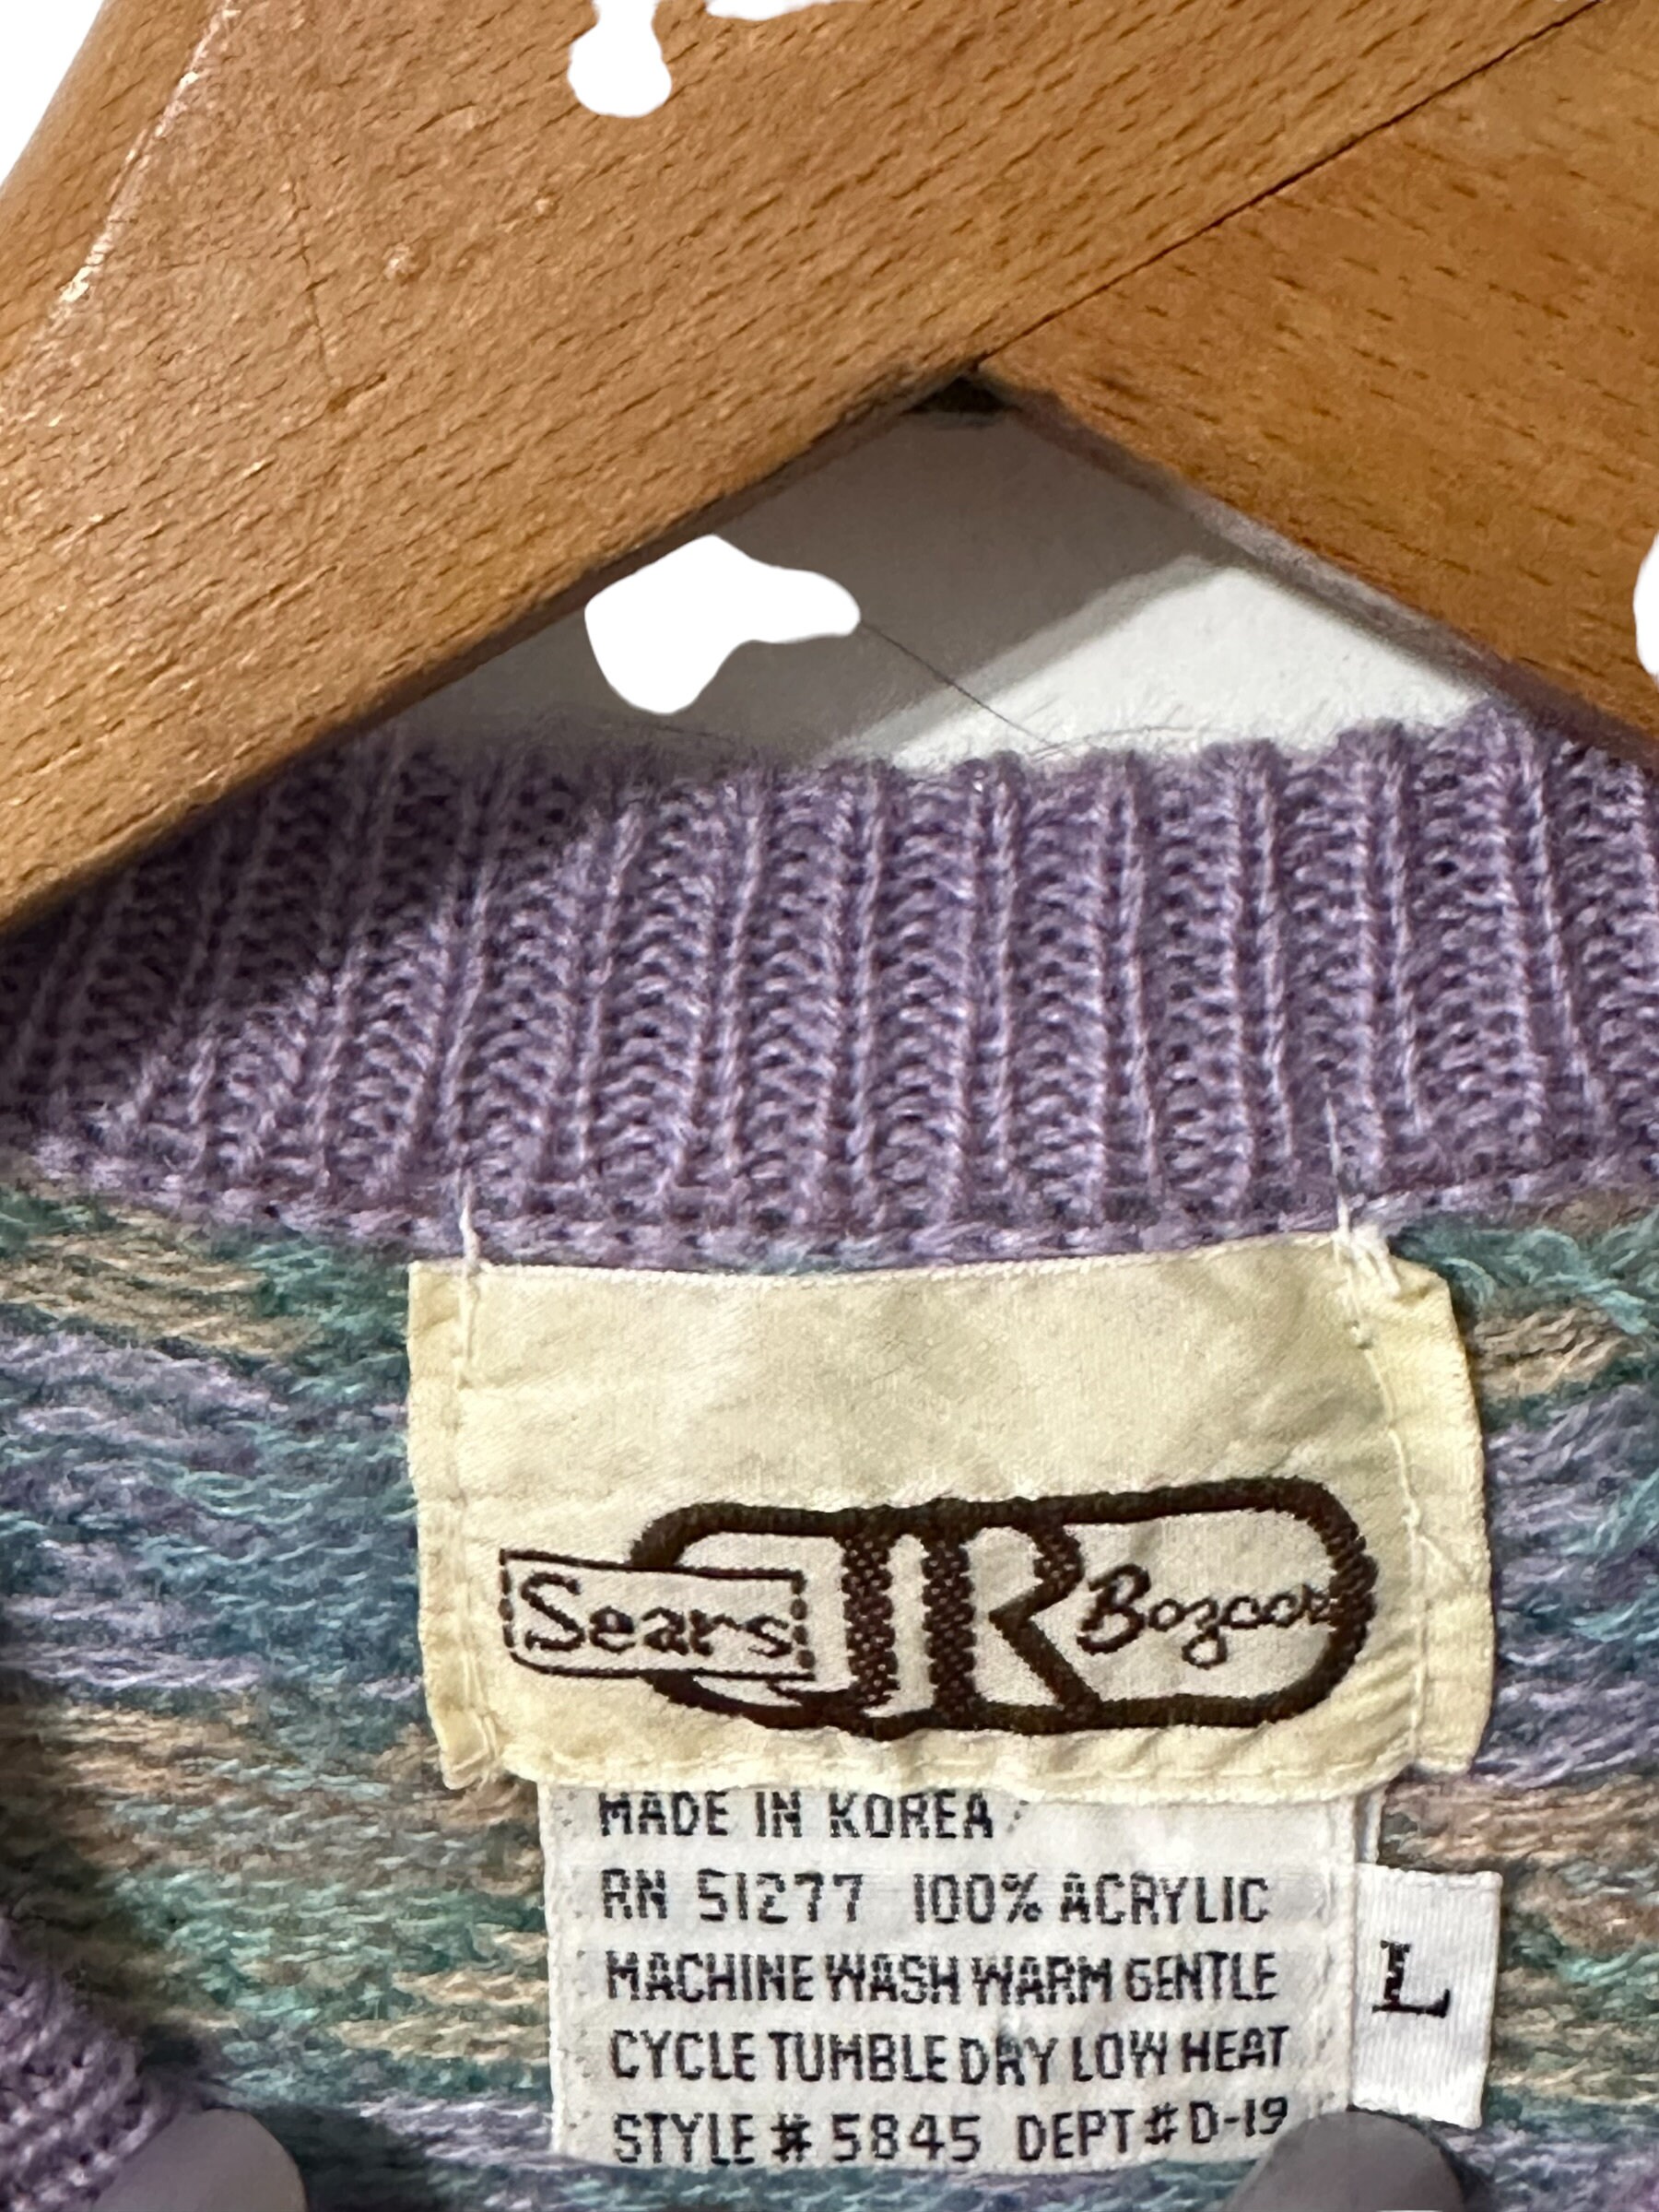 Sears JR Bazaar
MADE IN KOREA
RN 51277 100% ACRYLIC
MACHINE WASH WARM GENTLE
CYCLE TUMBLE DRY LOW HEAT
STYLE # 5845 DEPT # D-19
L